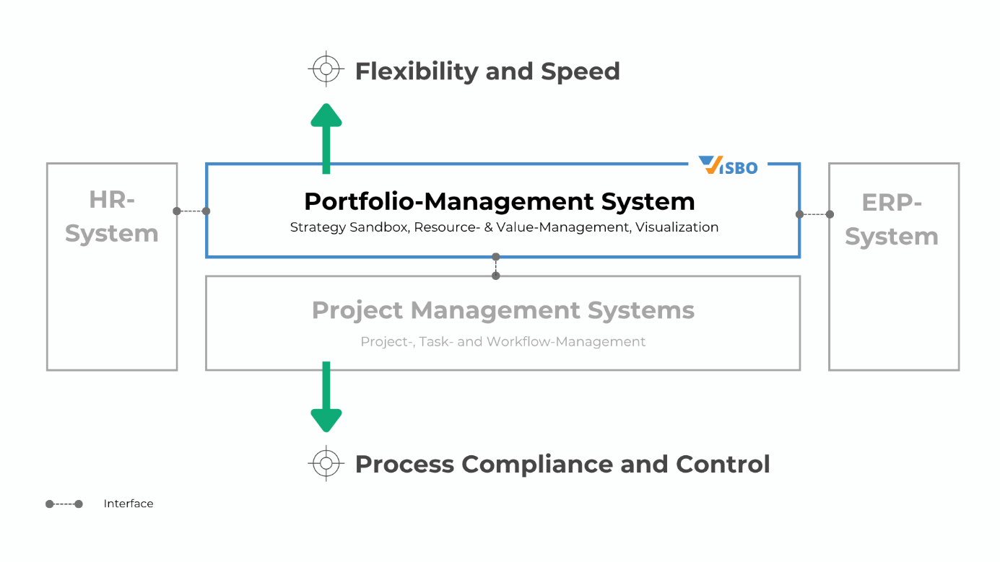 Flexibility and Speed
VISBO
HR-
System
Portfolio-Management System
Strategy Sandbox, Resource- & Value-Management, Visualization
ERP-
System
Project Management Systems
Project-, Task- and Workflow-Management
Process Compliance and Control
Interface